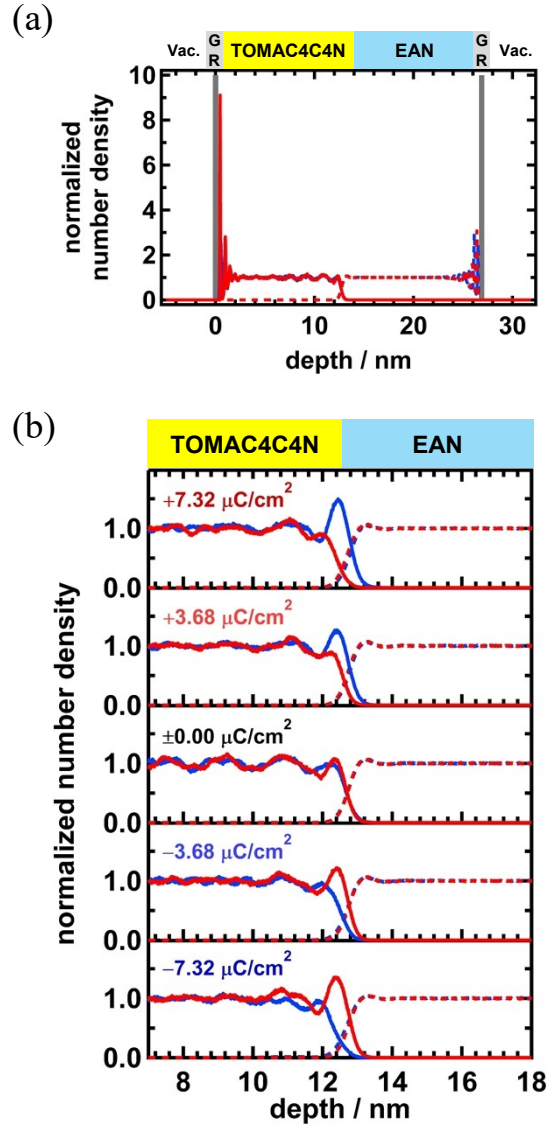 (a)
Vac. G R TOMAC4C4N EAN G R Vac.
normalized
number density
10
8
6
4
2
0
0 10 20 30
depth / nm
(b)
TOMAC4C4N EAN
normalized number density
+7.32 μC/cm²
1.0
0.0
+3.68 μC/cm²
1.0
0.0
±0.00 μC/cm²
1.0
0.0
−3.68 μC/cm²
1.0
0.0
−7.32 μC/cm²
1.0
0.0
8 10 12 14 16 18
depth / nm